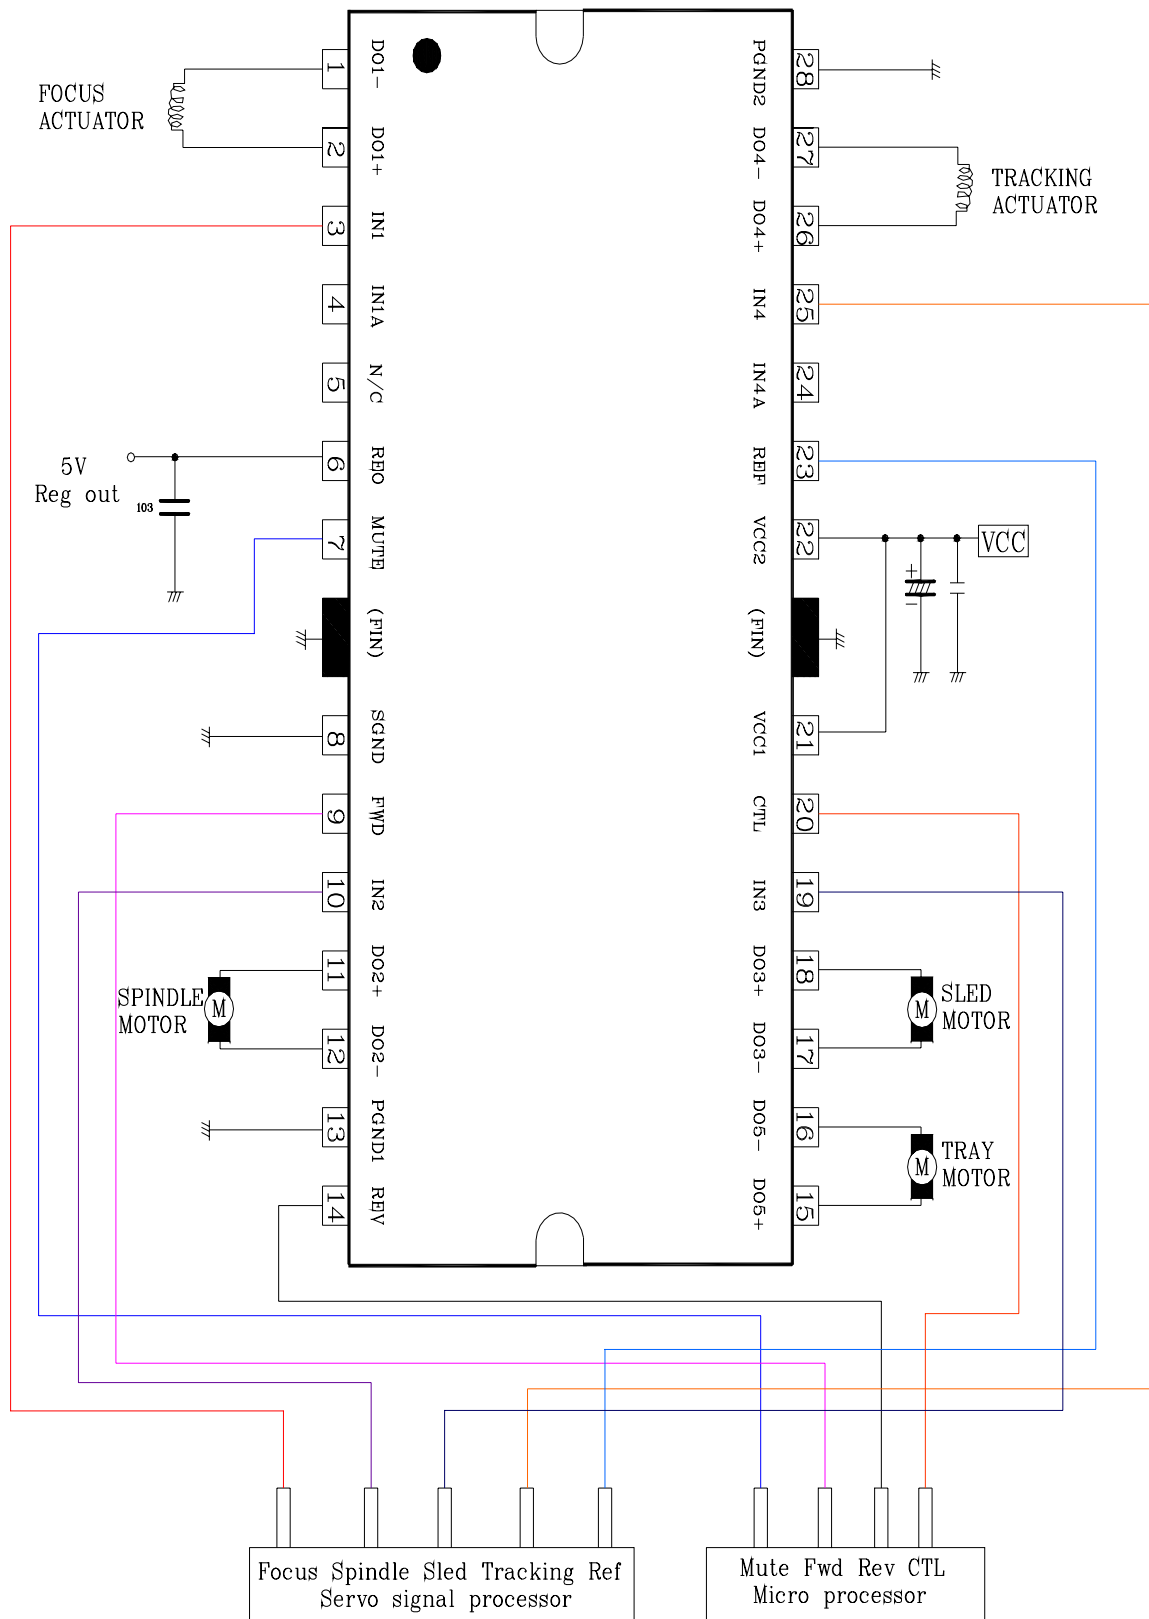 FOCUS
ACTUATOR
1 DO1-
2 DO1+
3 IN1
4 IN1A
5 N/C
6 REO
7 MUTE
(FIN)
8 SGND
9 FWD
10 IN2
11 DO2+
12 DO2-
13 PGND1
14 REV
5V
Reg out
103
SPINDLE
MOTOR
M
PGND2 28
DO4- 27
DO4+ 26
IN4 25
IN4A 24
REF 23
VCC2 22
(FIN)
VCC1 21
CTL 20
IN3 19
DO3+ 18
DO3- 17
DO5- 16
DO5+ 15
TRACKING
ACTUATOR
VCC
+
-
SLED
MOTOR
M
TRAY
MOTOR
M
Focus Spindle Sled Tracking Ref
Servo signal processor
Mute Fwd Rev CTL
Micro processor